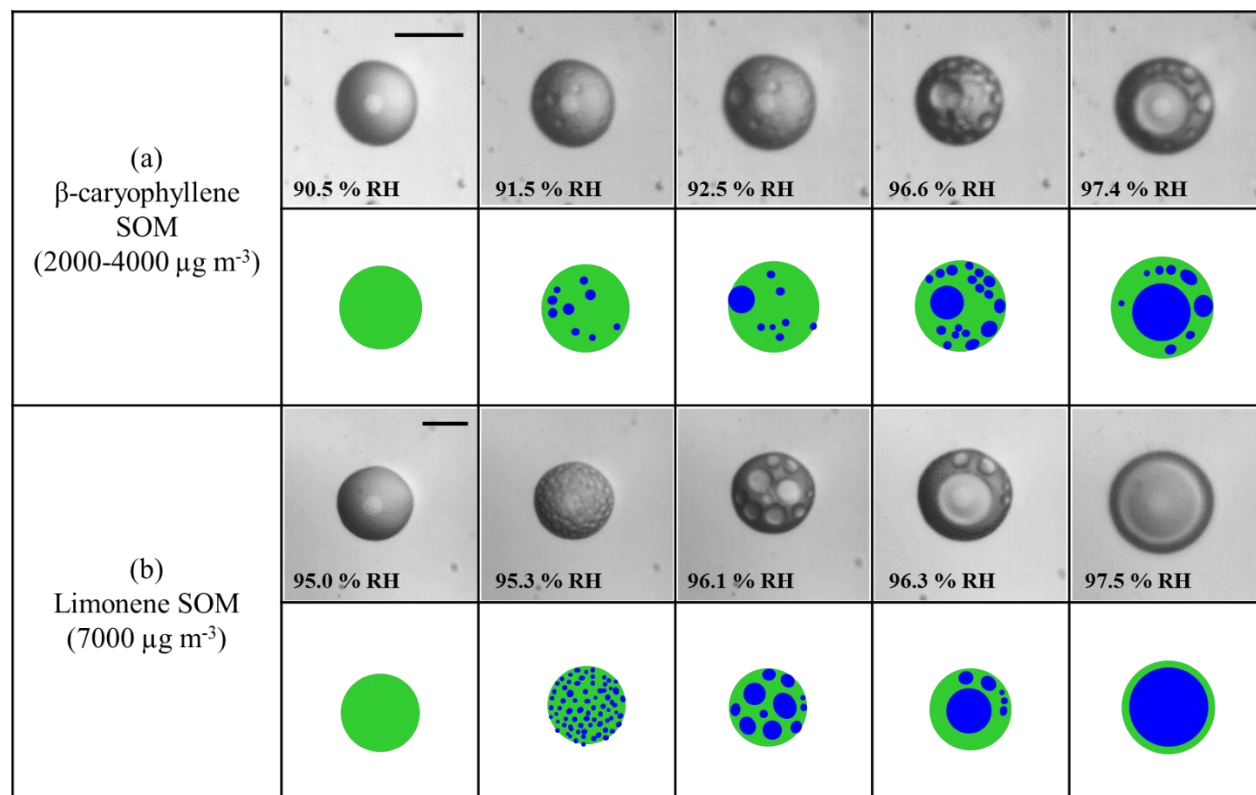 (a)
β-caryophyllene
SOM
(2000-4000 µg m⁻³)
90.5 % RH
91.5 % RH
92.5 % RH
96.6 % RH
97.4 % RH
(b)
Limonene SOM
(7000 µg m⁻³)
95.0 % RH
95.3 % RH
96.1 % RH
96.3 % RH
97.5 % RH